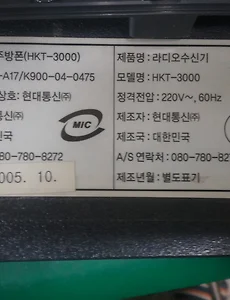 주방폰(HKT-3000)
-A17/K900-04-0475
상호: 현대통신㈜
통신㈜
민국
80-780-8272
005. 10.
MIC
제품명 : 라디오수신기
모델명 : HKT-3000
정격전압 : 220V～, 60Hz
제조자 : 현대통신㈜
제조국 : 대한민국
A/S 연락처 : 080-780-82
제조년월 : 별도표기